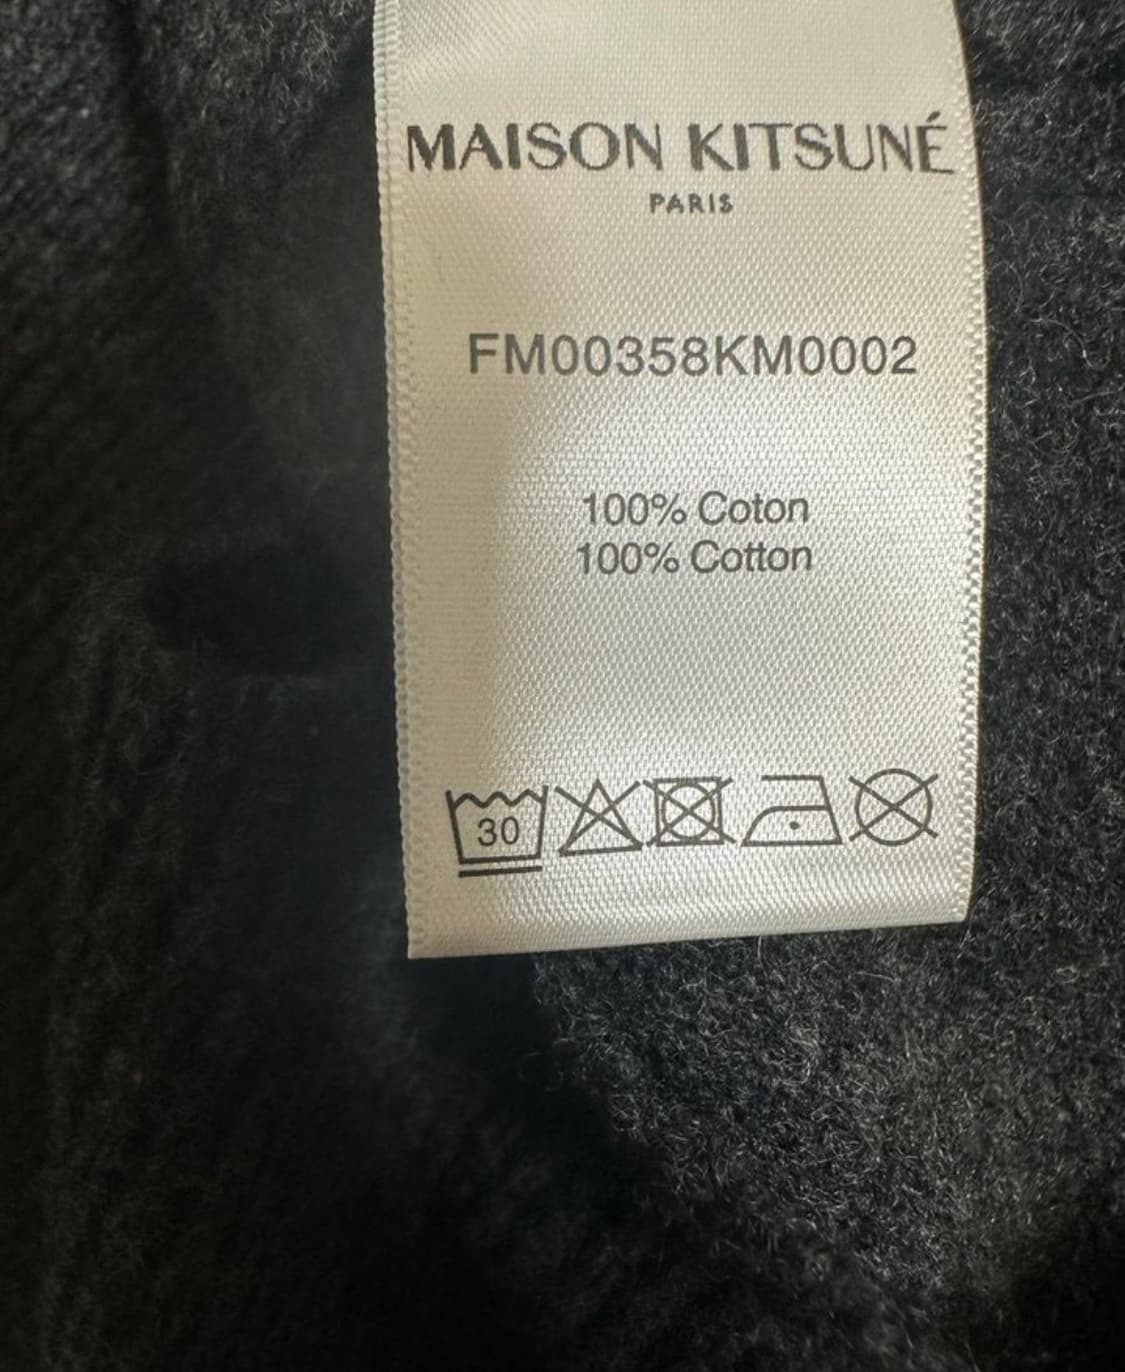 MAISON KITSUNÉ
PARIS
FM00358KM0002
100% Coton
100% Cotton
30